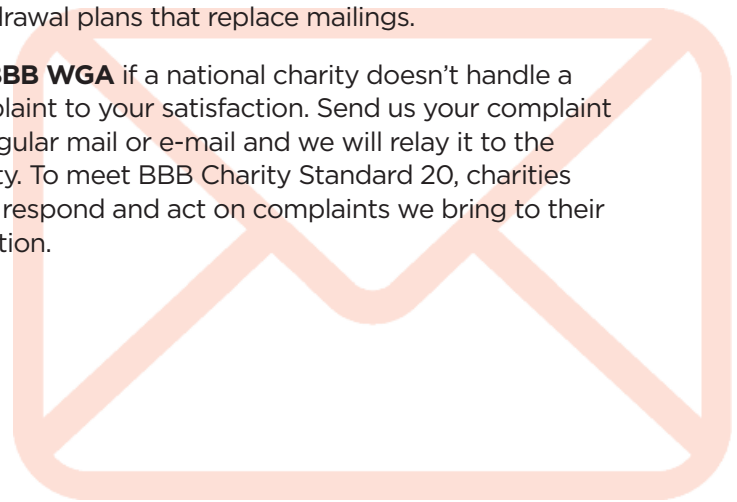 drawal plans that replace mailings.
BBB WGA if a national charity doesn’t handle a
plaint to your satisfaction. Send us your complaint
gular mail or e-mail and we will relay it to the
ty. To meet BBB Charity Standard 20, charities
respond and act on complaints we bring to their
tion.